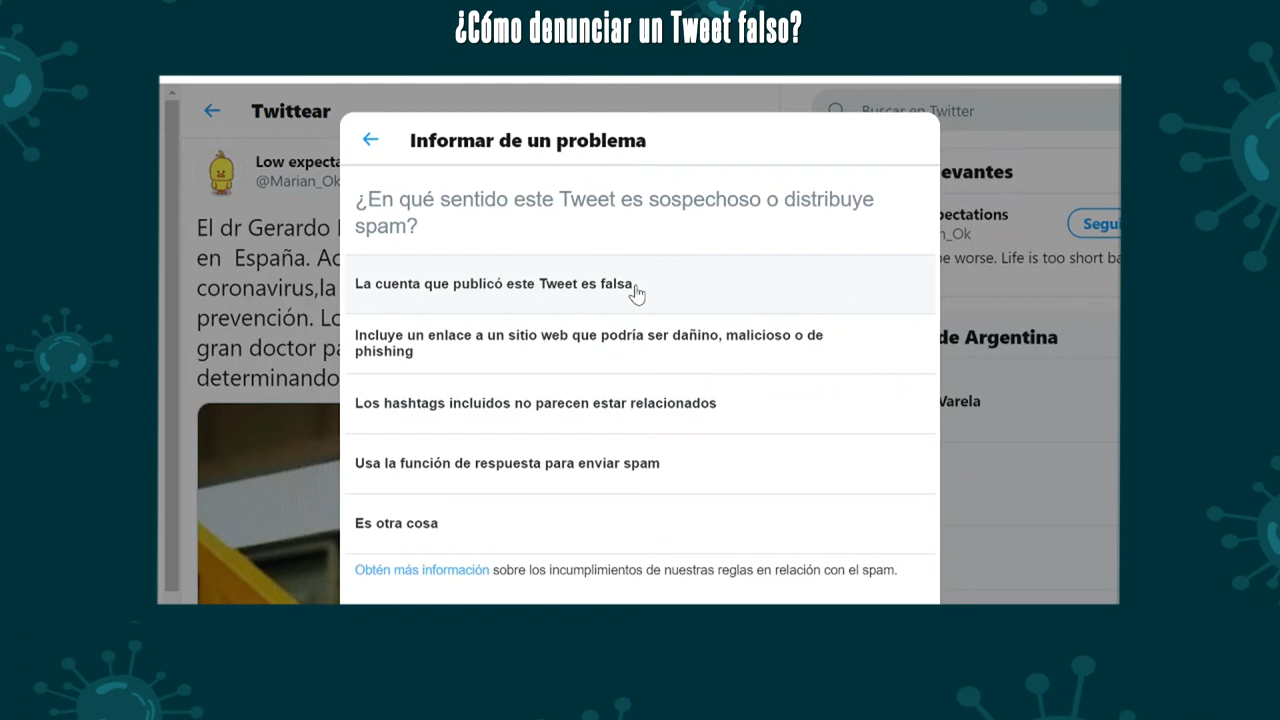 ¿Cómo denunciar un Tweet falso?
Twittear
Buscar en Twitter
Informar de un problema
Low expecta
@Marian_Ok
evantes
¿En qué sentido este Tweet es sospechoso o distribuye
spam?
pectations
Segui
n_Ok
El dr Gerardo
en España. Ac
be worse. Life is too short ba
coronavirus,la
La cuenta que publicó este Tweet es falsa
prevención. Lo
Incluye un enlace a un sitio web que podría ser dañino, malicioso o de
phishing
de Argentina
gran doctor pa
determinando
Los hashtags incluidos no parecen estar relacionados
Varela
Usa la función de respuesta para enviar spam
Es otra cosa
Obtén más información sobre los incumplimientos de nuestras reglas en relación con el spam.